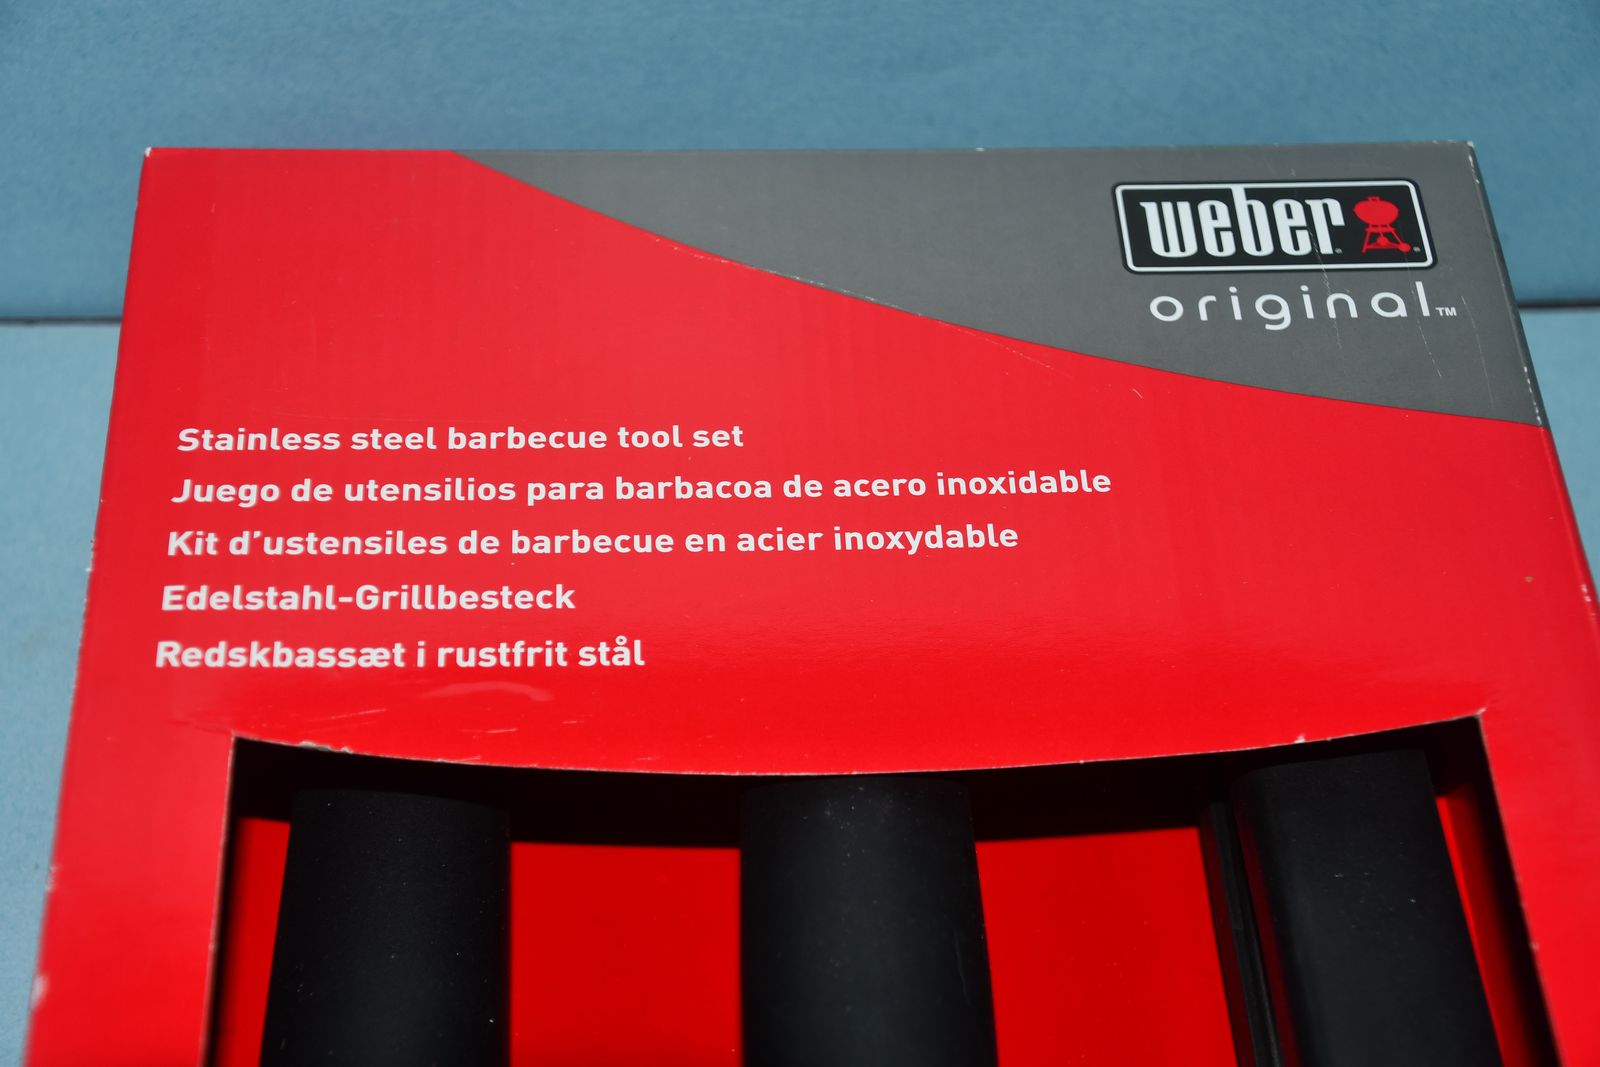 weber
original™
Stainless steel barbecue tool set
Juego de utensilios para barbacoa de acero inoxidable
Kit d'ustensiles de barbecue en acier inoxydable
Edelstahl-Grillbesteck
Redskbassæt i rustfrit stål